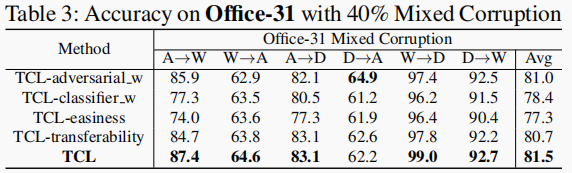 Table 3: Accuracy on Office-31 with 40% Mixed Corruption
Method Office-31 Mixed Corruption
A→W W→A A→D D→A W→D D→W Avg
TCL-adversarial_w 85.9 62.9 82.1 64.9 97.4 92.5 81.0
TCL-classifier_w 77.3 63.5 80.5 61.2 96.2 91.5 78.4
TCL-easiness 74.0 63.6 77.3 61.9 96.4 90.4 77.3
TCL-transferability 84.7 63.8 83.1 62.6 97.8 92.2 80.7
TCL 87.4 64.6 83.1 62.2 99.0 92.7 81.5